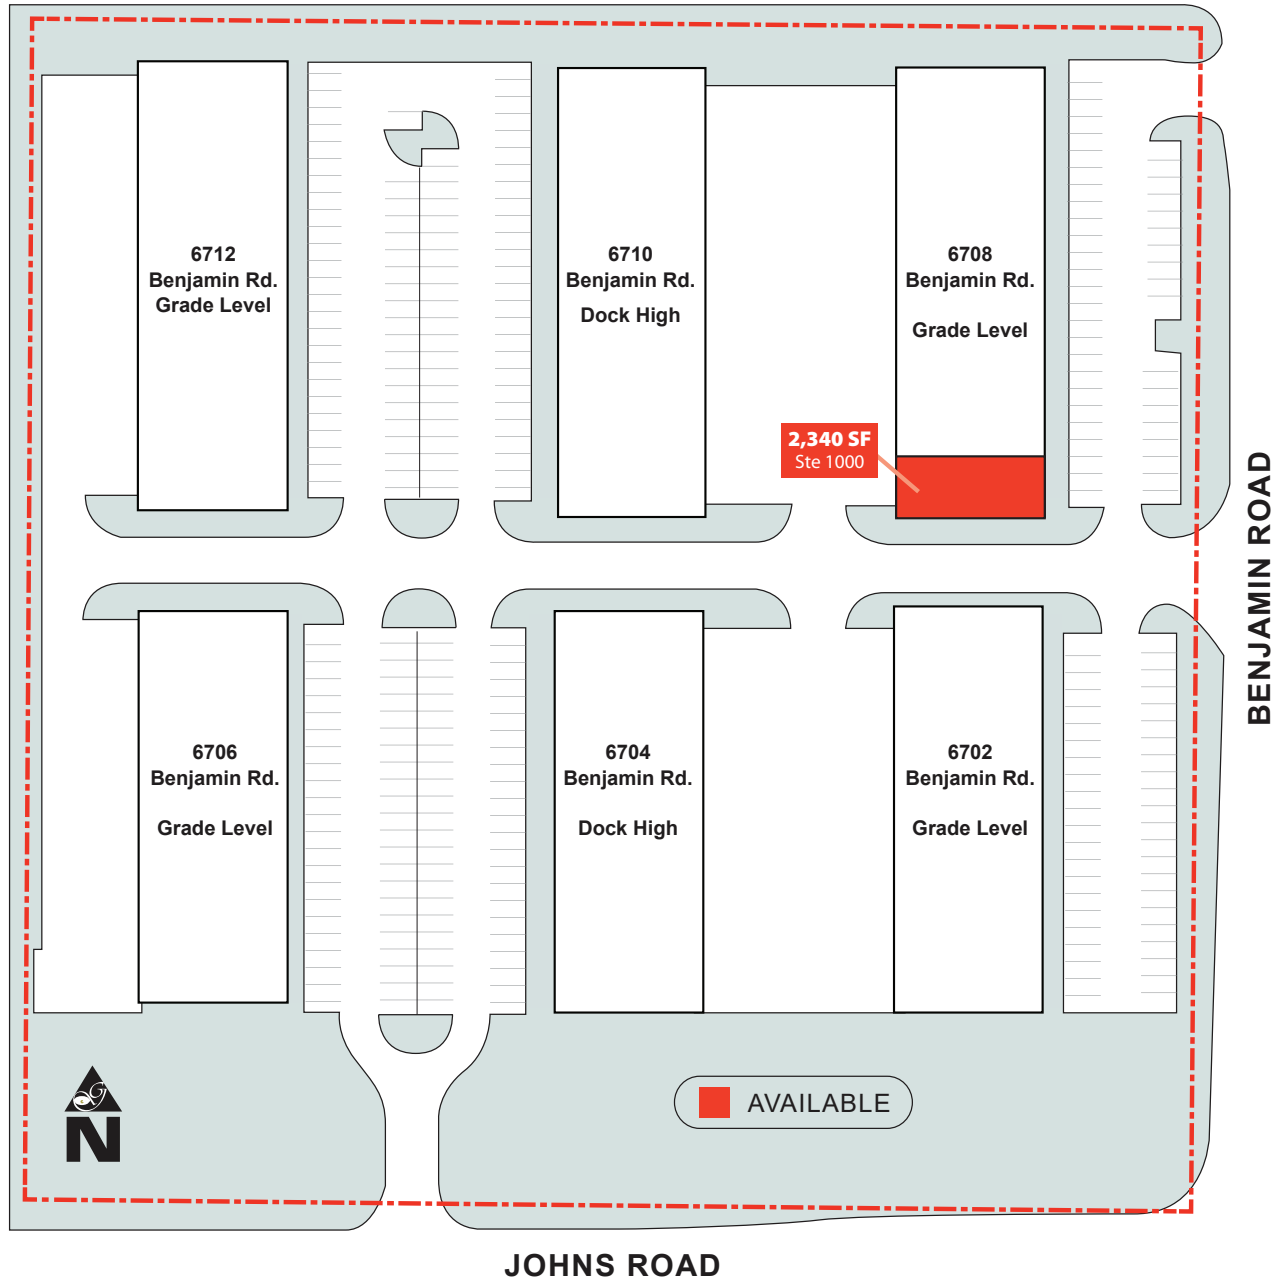 6712
Benjamin Rd.
Grade Level
6710
Benjamin Rd.
Dock High
6708
Benjamin Rd.
Grade Level
2,340 SF
Ste 1000
BENJAMIN ROAD
6706
Benjamin Rd.
Grade Level
6704
Benjamin Rd.
Dock High
6702
Benjamin Rd.
Grade Level
N
AVAILABLE
JOHNS ROAD